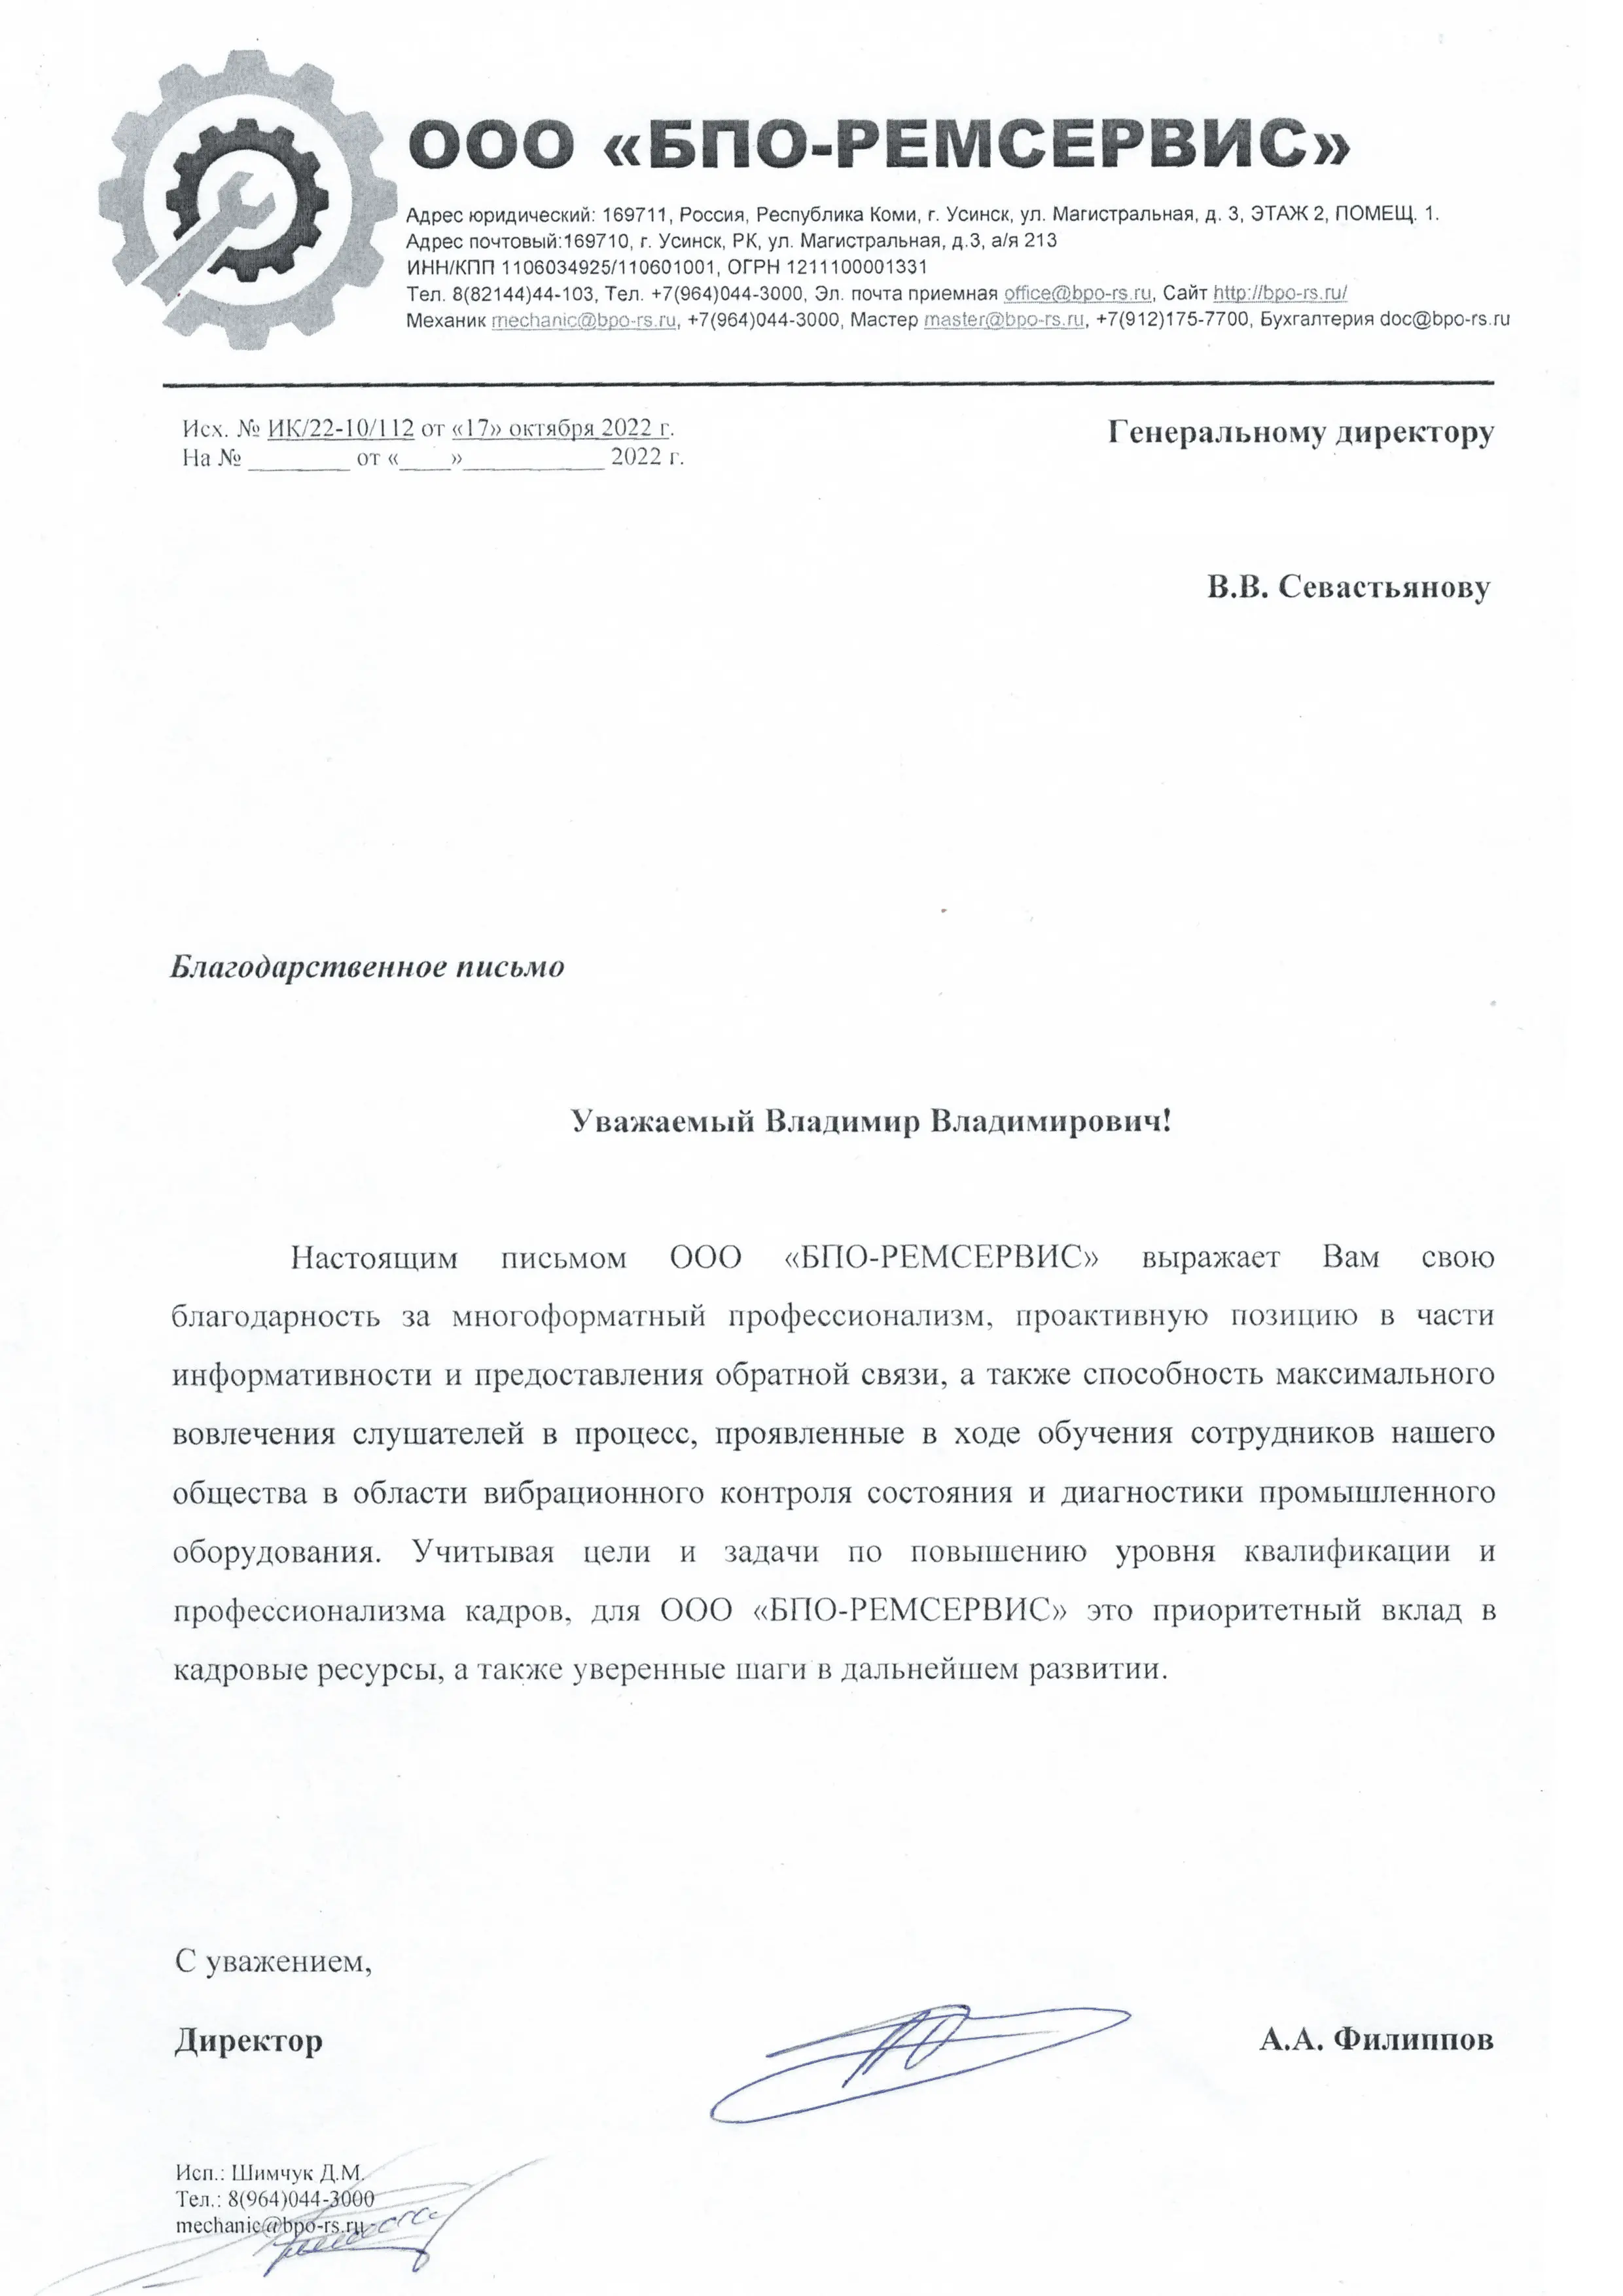 ООО «БПО-РЕМСЕРВИС»
Адрес юридический: 169711, Россия, Республика Коми, г. Усинск, ул. Магистральная, д. 3, ЭТАЖ 2, ПОМЕЩ. 1.
Адрес почтовый:169710, г. Усинск, РК, ул. Магистральная, д.3, а/я 213
ИНН/КПП 1106034925/110601001, ОГРН 1211100001331
Тел. 8(82144)44-103, Тел. +7(964)044-3000, Эл. почта приемная office@bpo-rs.ru, Сайт http://bpo-rs.ru/
Механик mechanic@bpo-rs.ru, +7(964)044-3000, Мастер master@bpo-rs.ru, +7(912)175-7700, Бухгалтерия doc@bpo-rs.ru
Исх. № ИК/22-10/112 от «17» октября 2022 г.
На № ________ от «____»___________ 2022 г.
Генеральному директору
В.В. Севастьянову
Благодарственное письмо
Уважаемый Владимир Владимирович!
Настоящим письмом ООО «БПО-РЕМСЕРВИС» выражает Вам свою
благодарность за многоформатный профессионализм, проактивную позицию в части
информативности и предоставления обратной связи, а также способность максимального
вовлечения слушателей в процесс, проявленные в ходе обучения сотрудников нашего
общества в области вибрационного контроля состояния и диагностики промышленного
оборудования. Учитывая цели и задачи по повышению уровня квалификации и
профессионализма кадров, для ООО «БПО-РЕМСЕРВИС» это приоритетный вклад в
кадровые ресурсы, а также уверенные шаги в дальнейшем развитии.
С уважением,
Директор
А.А. Филиппов
Исп.: Шимчук Д.М.
Тел.: 8(964)044-3000
mechanic@bpo-rs.ru